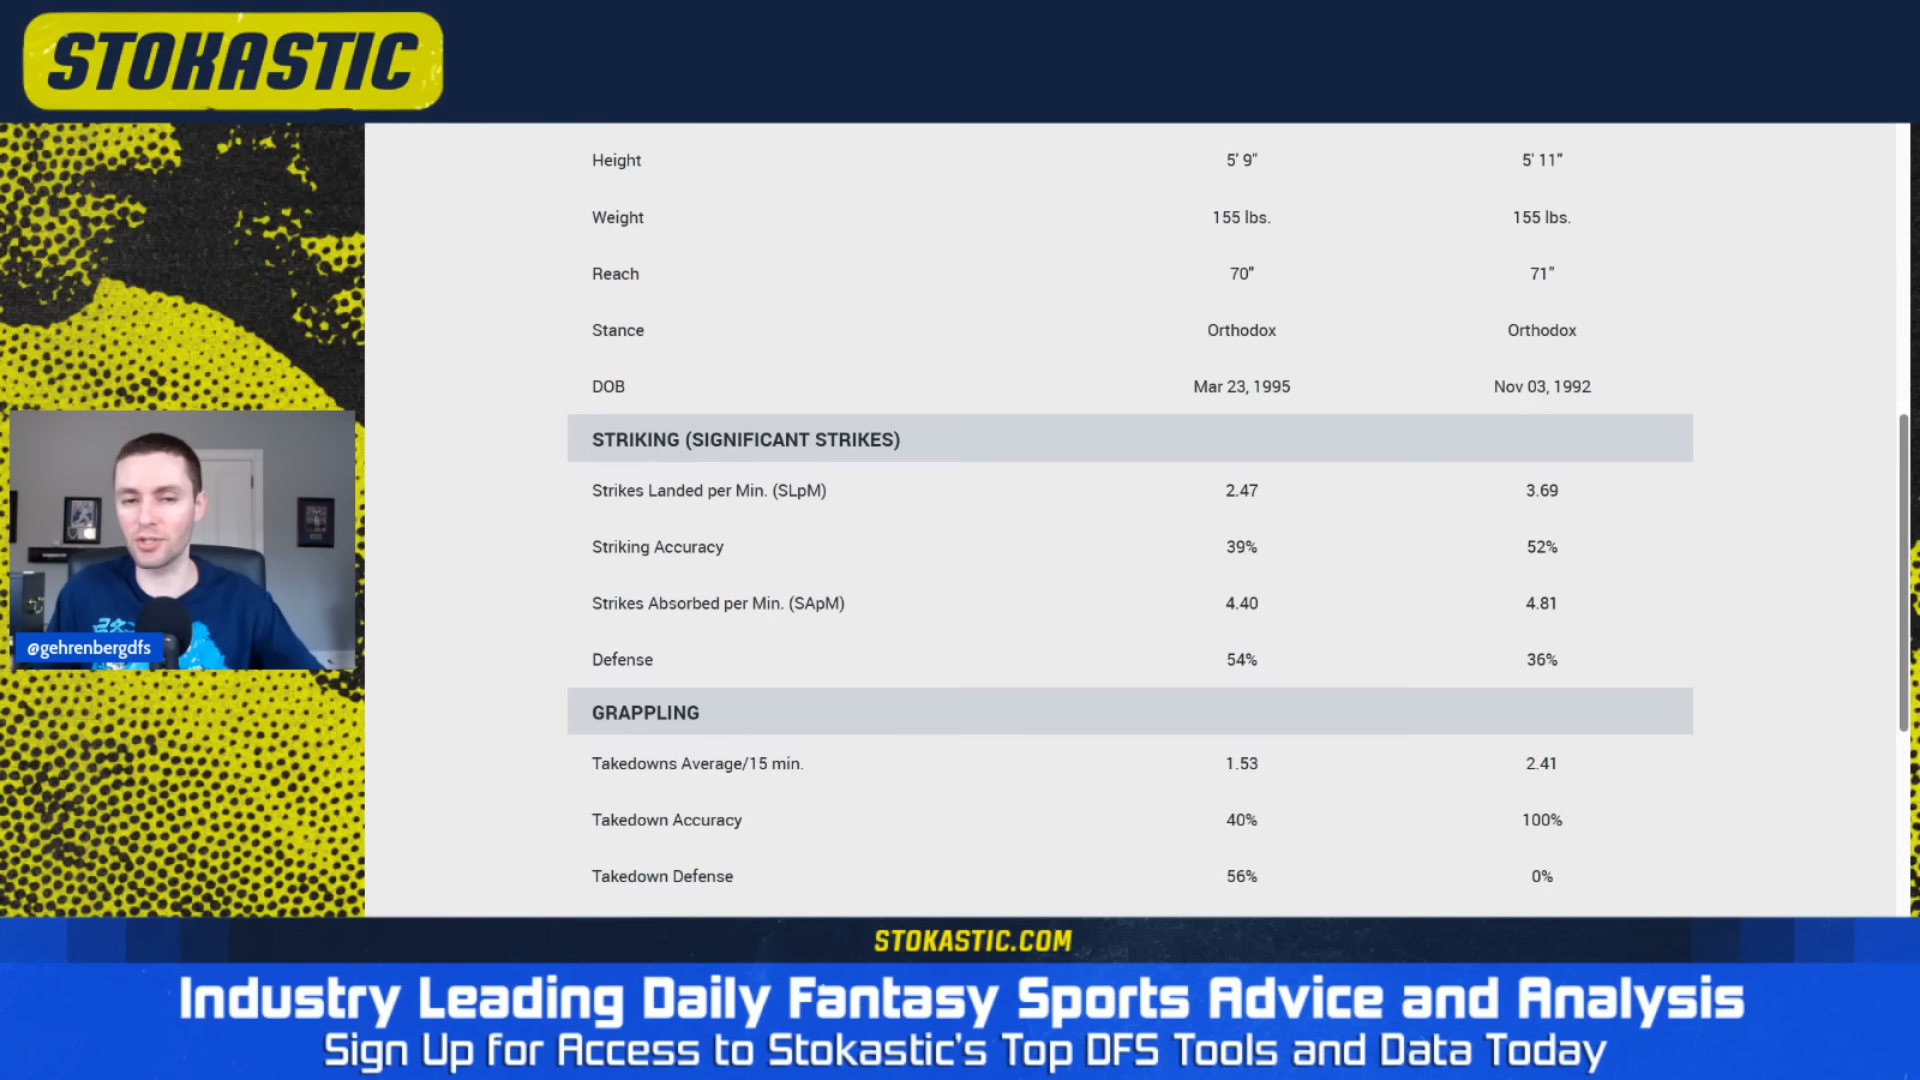 STOKASTIC
Height 5' 9" 5' 11"
Weight 155 lbs. 155 lbs.
Reach 70" 71"
Stance Orthodox Orthodox
DOB Mar 23, 1995 Nov 03, 1992
STRIKING (SIGNIFICANT STRIKES)
Strikes Landed per Min. (SLpM) 2.47 3.69
Striking Accuracy 39% 52%
Strikes Absorbed per Min. (SApM) 4.40 4.81
Defense 54% 36%
GRAPPLING
Takedowns Average/15 min. 1.53 2.41
Takedown Accuracy 40% 100%
Takedown Defense 56% 0%
@gehrenbergdfs
STOKASTIC.COM
Industry Leading Daily Fantasy Sports Advice and Analysis
Sign Up for Access to Stokastic's Top DFS Tools and Data Today